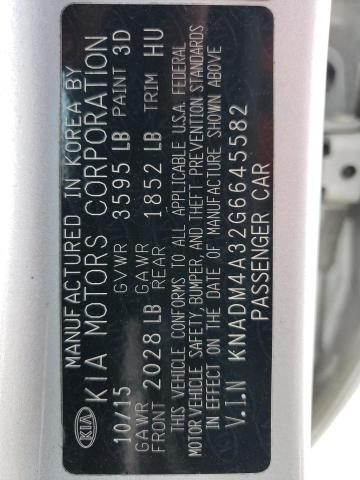 MANUFACTURED IN KOREA BY
KIA KIA MOTORS CORPORATION
10/15 GVWR 3595 LB PAINT 3D
GAWR FRONT 2028 LB GAWR REAR 1852 LB TRIM HU
THIS VEHICLE CONFORMS TO ALL APPLICABLE U.S.A. FEDERAL
MOTOR VEHICLE SAFETY, BUMPER, AND THEFT PREVENTION STANDARDS
IN EFFECT ON THE DATE OF MANUFACTURE SHOWN ABOVE
V.I.N KNADM4A32G6645582
PASSENGER CAR